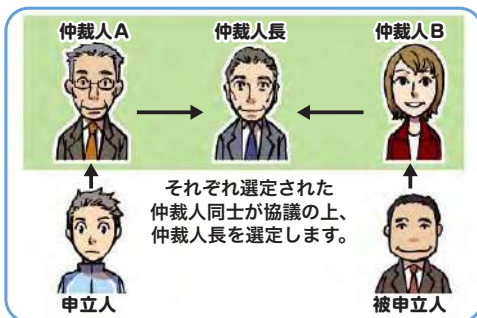 仲裁人A
仲裁人長
仲裁人B
それぞれ選定された
仲裁人同士が協議の上、
仲裁人長を選定します。
申立人
被申立人